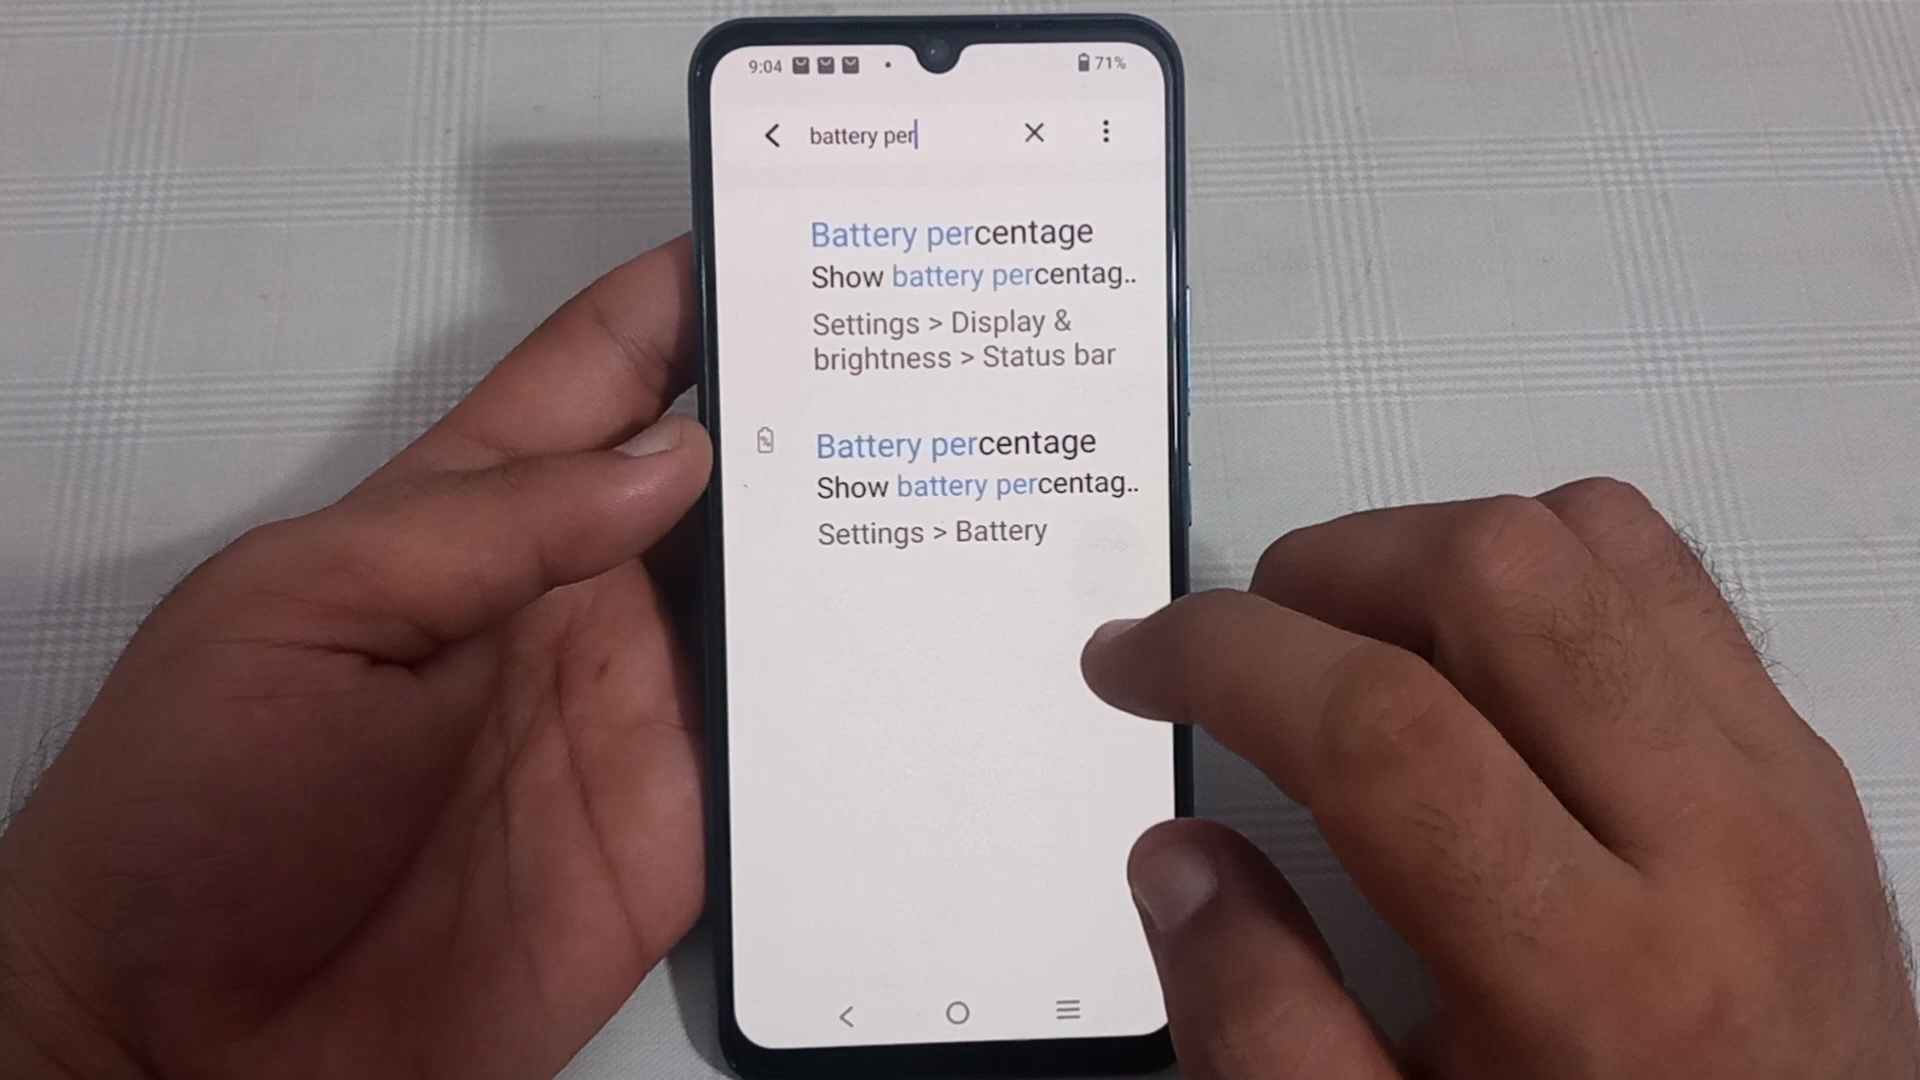 9:04
71%
battery per
Battery percentage
Show battery percentag..
Settings > Display &
brightness > Status bar
Battery percentage
Show battery percentag..
Settings > Battery